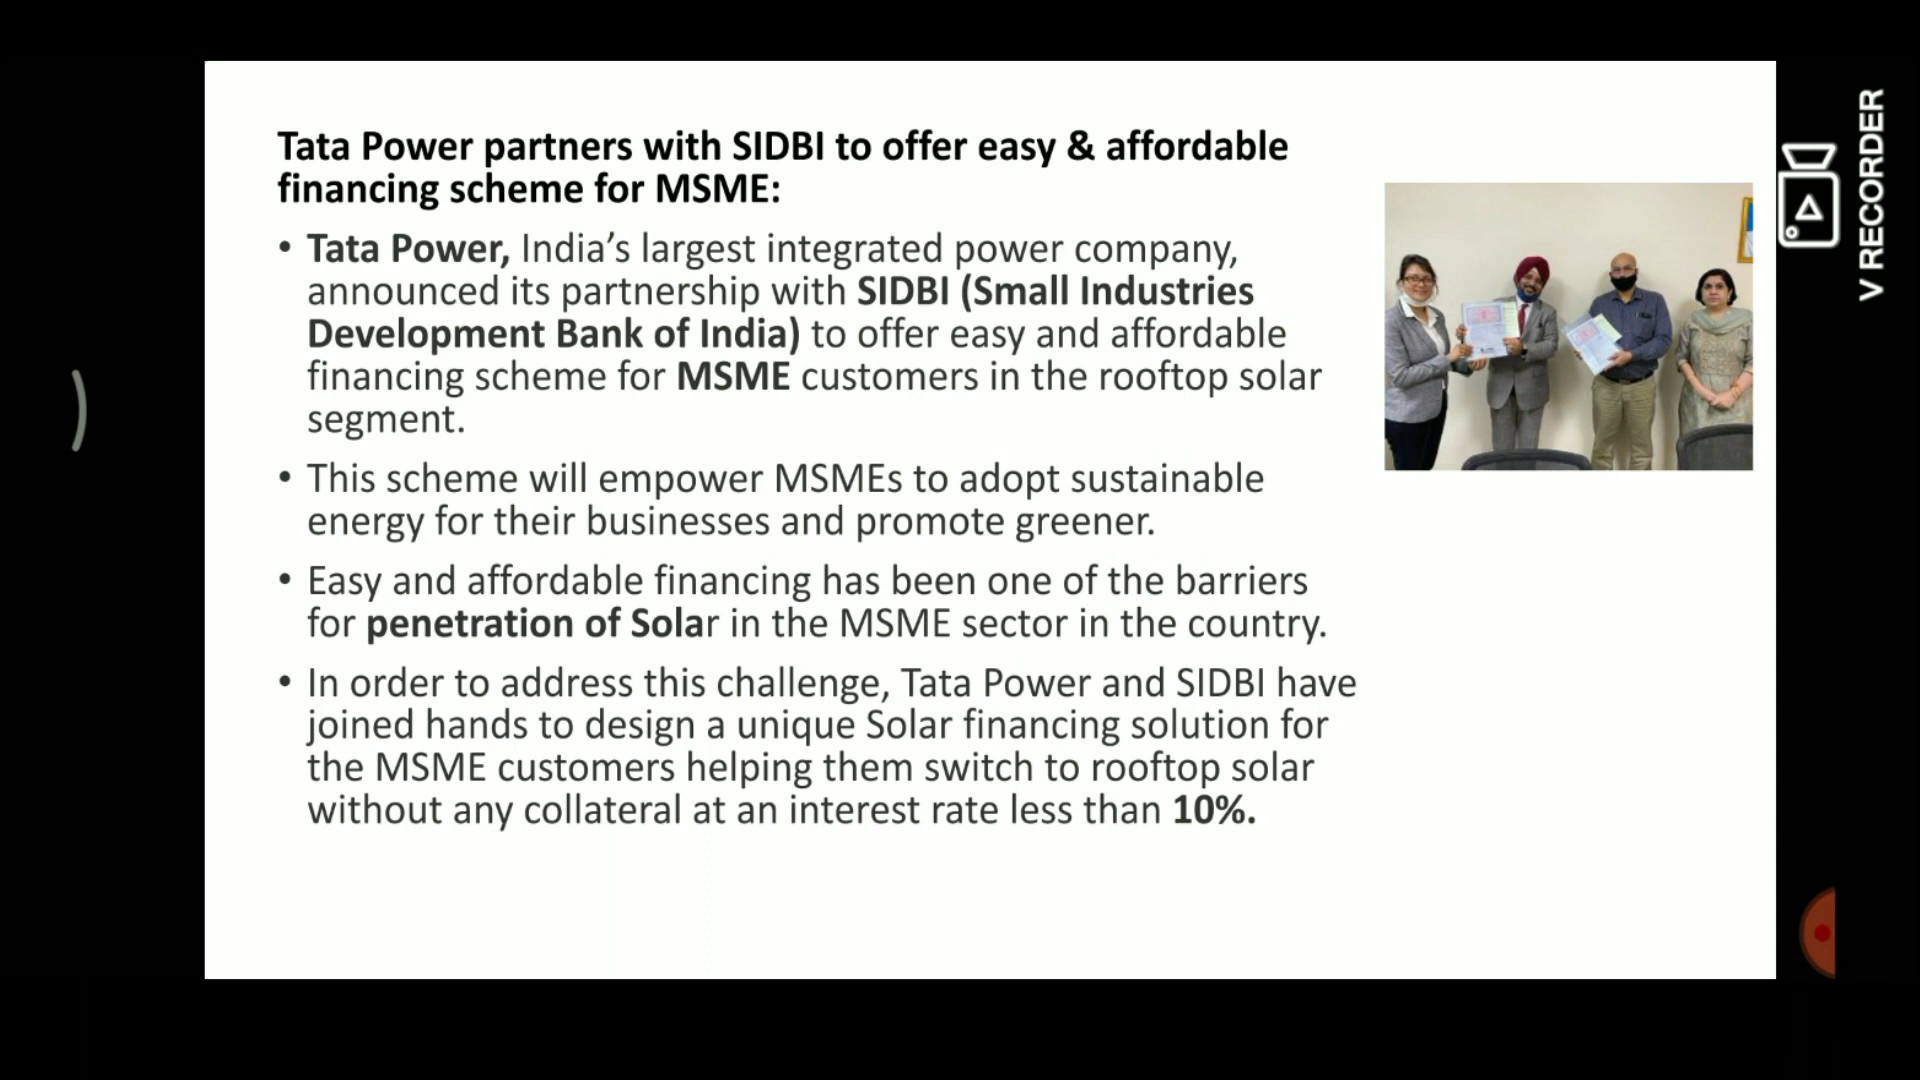 Tata Power partners with SIDBI to offer easy & affordable
financing scheme for MSME:
• Tata Power, India’s largest integrated power company,
announced its partnership with SIDBI (Small Industries
Development Bank of India) to offer easy and affordable
financing scheme for MSME customers in the rooftop solar
segment.
• This scheme will empower MSMEs to adopt sustainable
energy for their businesses and promote greener.
• Easy and affordable financing has been one of the barriers
for penetration of Solar in the MSME sector in the country.
• In order to address this challenge, Tata Power and SIDBI have
joined hands to design a unique Solar financing solution for
the MSME customers helping them switch to rooftop solar
without any collateral at an interest rate less than 10%.
V RECORDER